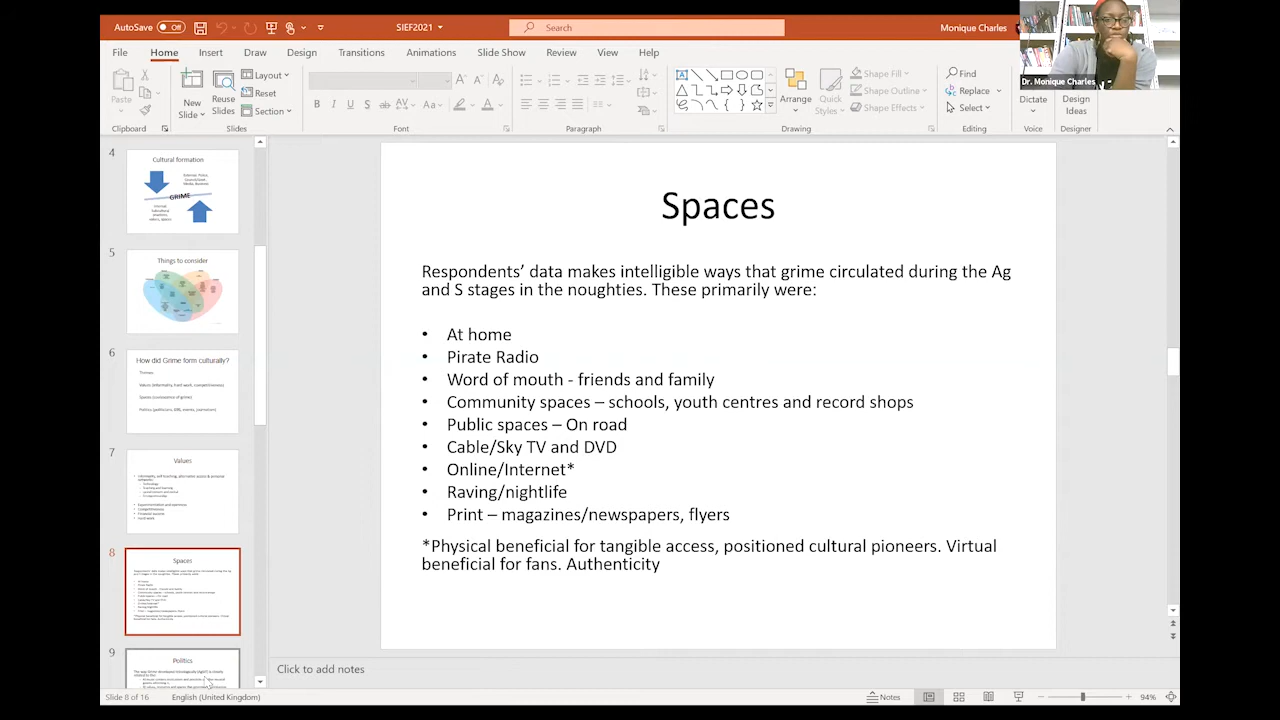 AutoSave
Off
SIEF2021
Search
Monique Charles
Dr. Monique Charles
File
Home
Insert
Draw
Design
Transitions
Animations
Slide Show
Review
View
Help
Paste
Clipboard
New
Slide
Reuse
Slides
Layout
Reset
Section
Slides
Font
Paragraph
Arrange
Quick
Styles
Shape Fill
Shape Outline
Shape Effects
Drawing
Find
Replace
Select
Editing
Dictate
Voice
Design
Ideas
Designer
4
Cultural formation
GRIME
5
Things to consider
6
How did Grime form culturally?
Themes
Values (informality, hard work, competitiveness)
7
Values
8
Spaces
9
Politics
Spaces
Respondents' data makes intelligible ways that grime circulated during the Ag
and S stages in the noughties. These primarily were:
• At home
• Pirate Radio
• Word of mouth - friends and family
• Community spaces – schools, youth centres and record shops
• Public spaces – On road
• Cable/Sky TV and DVD
• Online/Internet*
• Raving/nightlife
• Print – magazines/newspapers, flyers
*Physical beneficial for tangible access, positioned cultural pioneers. Virtual
beneficial for fans. Authenticity
Click to add notes
Slide 8 of 16
English (United Kingdom)
Notes
94%